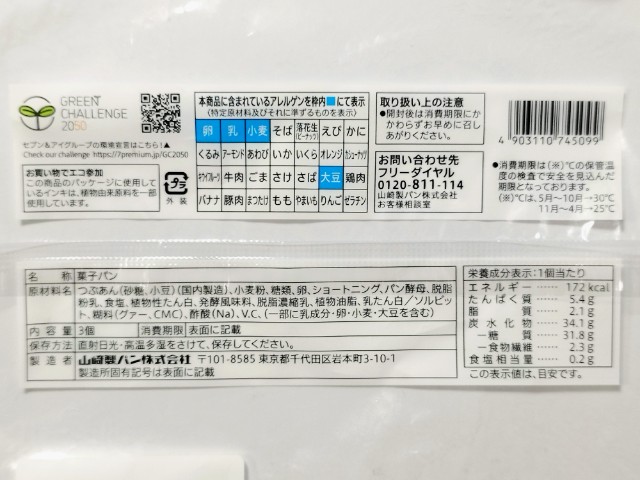 GREEN
CHALLENGE
2050
セブン&アイグループの環境宣言はこちら▲
Check our challenge https://7premium.jp/GC2050
お買い物でエコ参加
この商品のパッケージに使用して
いるインキは、植物由来原料を一部
使用しています。
プラ
外装
本商品に含まれているアレルゲンを枠内■にて表示
(特定原材料及びそれに準ずるものを表示)
卵 乳 小麦 そば 落花生(ピーナッツ) えび かに
くるみ アーモンド あわび いか いくら オレンジ カシューナッツ
キウイフルーツ 牛肉 ごま さけ さば 大豆 鶏肉
バナナ 豚肉 まつたけ もも やまいも りんご ゼラチン
取り扱い上の注意
●開封後は消費期限にか
かわらずお早めに召し
あがりください。
お問い合わせ先
フリーダイヤル
0120-811-114
山崎製パン株式会社
お客様相談室
4903110745099
●消費期限は(※)℃の保管温
度の検査で安全を見込んだ
期限となっております。
(※)℃は、5月~10月→30℃
11月~4月→25℃
名称 菓子パン
原材料名 つぶあん(砂糖、小豆)(国内製造)、小麦粉、糖類、卵、ショートニング、パン酵母、脱脂
粉乳、食塩、植物性たん白、発酵風味料、脱脂濃縮乳、植物油脂、乳たん白/ソルビッ
ト、糊料(グァー、CMC)、酢酸(Na)、V.C、(一部に乳成分・卵・小麦・大豆を含む)
内容量 3個 消費期限 表面に記載
保存方法 直射日光・高温多湿をさけて、保存してください。
製造者 山崎製パン株式会社 〒101-8585 東京都千代田区岩本町3-10-1
製造所固有記号は表面に記載
栄養成分表示:1個当たり
エネルギー……172 kcal
たんぱく質……5.4 g
脂質……2.1 g
炭水化物……34.1g
-糖質……31.8g
-食物繊維……2.3 g
食塩相当量……0.2 g
この表示値は、目安です。